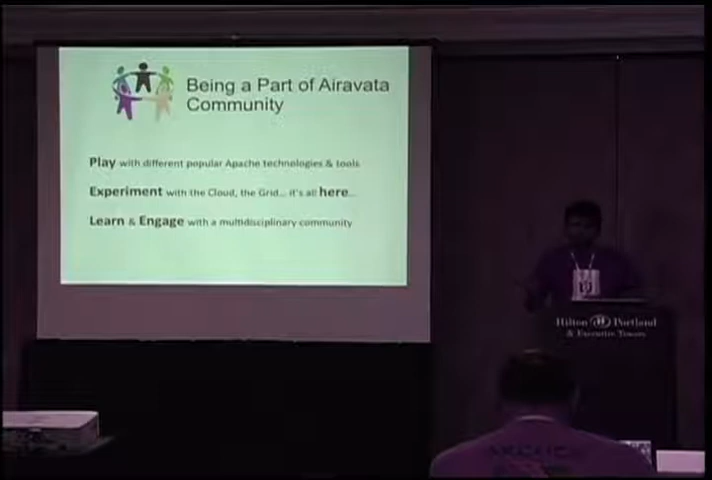 Being a Part of Airavata
Community
Play with different popular Apache technologies & tools
Experiment with the Cloud, the Grid... it's all here...
Learn & Engage with a multidisciplinary community
Hilton Portland
& Executive Tower